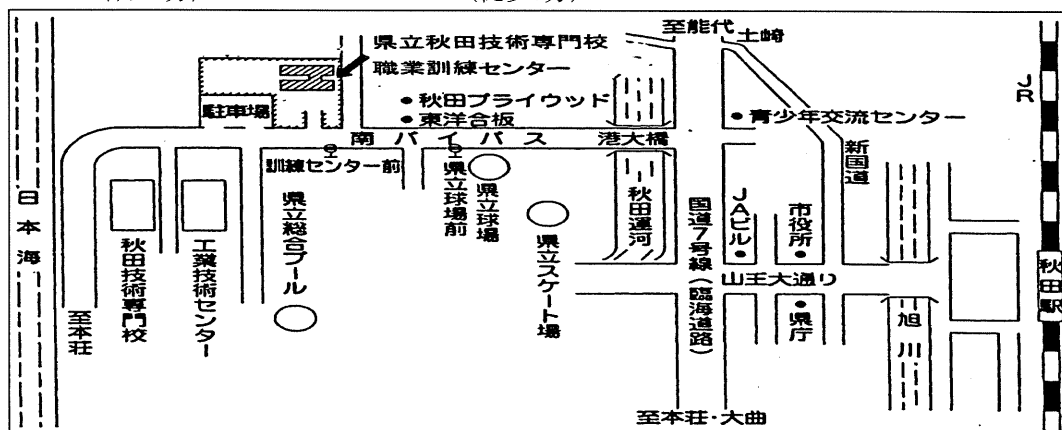 至能代
土崎
県立秋田技術専門校
職業訓練センター
駐車場
秋田プライウッド
東洋合板
南バイパス
港大橋
青少年交流センター
JR
新国道
訓練センター前
県立球場前
県立球場
秋田運河
国道7号線(臨海道路)
JAビル
市役所
日本海
秋田技術専門校
工業技術センター
県立総合プール
県立スケート場
山王大通り
県庁
旭川
秋田駅
至本荘
至本荘・大曲